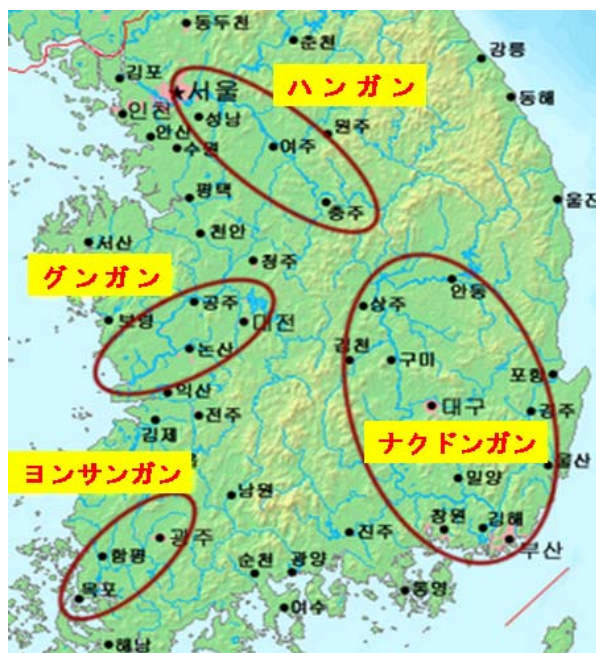 동두천
춘천
강릉
김포
★서울
ハンガン
동해
인천
성남
원주
안산
수원
여주
평택
충주
울진
천안
서산
청주
グンガン
안동
공주
상주
보령
대전
김천
구미
논산
포항
익산
전주
대구
경주
김제
ナクドンガン
ヨンサンガン
울산
남원
밀양
광주
진주
창원
김해
부산
함평
순천
광양
목포
통영
여수
해남